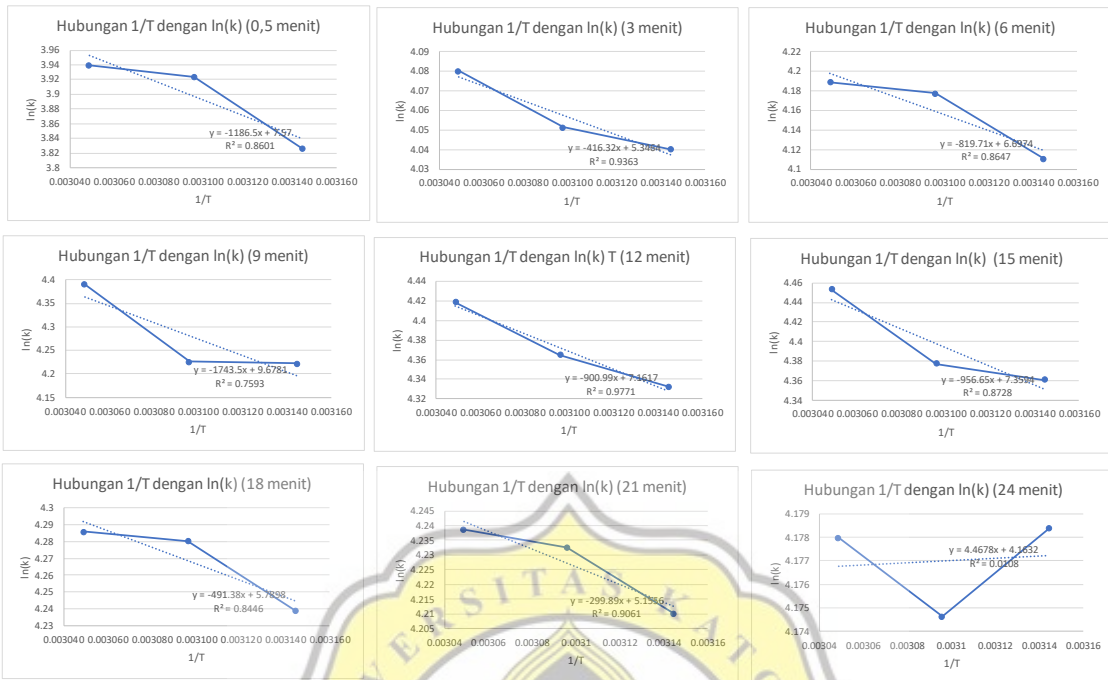 Hubungan 1/T dengan ln(k) (0,5 menit)
3.96
3.94
3.92
3.9
3.88
3.86
3.84
3.82
3.8
ln(k)
y = -1186.5x + 7.57
R² = 0.8601
0.003040 0.003060 0.003080 0.003100 0.003120 0.003140 0.003160
1/T
Hubungan 1/T dengan ln(k) (3 menit)
4.09
4.08
4.07
4.06
4.05
4.04
4.03
ln(k)
y = -416.32x + 5.3484
R² = 0.9363
0.003040 0.003060 0.003080 0.003100 0.003120 0.003140 0.003160
1/T
Hubungan 1/T dengan ln(k) (6 menit)
4.22
4.2
4.18
4.16
4.14
4.12
4.1
ln(k)
y = -819.71x + 6.6974
R² = 0.8647
0.003040 0.003060 0.003080 0.003100 0.003120 0.003140 0.003160
1/T
Hubungan 1/T dengan ln(k) (9 menit)
4.4
4.35
4.3
4.25
4.2
4.15
ln(k)
y = -1743.5x + 9.6781
R² = 0.7593
0.003040 0.003060 0.003080 0.003100 0.003120 0.003140 0.003160
1/T
Hubungan 1/T dengan ln(k) T (12 menit)
4.44
4.42
4.4
4.38
4.36
4.34
4.32
ln(k)
y = -900.99x + 7.1617
R² = 0.9771
0.003040 0.003060 0.003080 0.003100 0.003120 0.003140 0.003160
1/T
Hubungan 1/T dengan ln(k) (15 menit)
4.46
4.44
4.42
4.4
4.38
4.36
4.34
ln(k)
y = -956.65x + 7.3594
R² = 0.8728
0.003040 0.003060 0.003080 0.003100 0.003120 0.003140 0.003160
1/T
Hubungan 1/T dengan ln(k) (18 menit)
4.3
4.29
4.28
4.27
4.26
4.25
4.24
4.23
ln(k)
y = -491.38x + 5.7898
R² = 0.8446
0.003040 0.003060 0.003080 0.003100 0.003120 0.003140 0.003160
1/T
Hubungan 1/T dengan ln(k) (21 menit)
4.245
4.24
4.235
4.23
4.225
4.22
4.215
4.21
4.205
ln(k)
y = -299.89x + 5.1556
R² = 0.9061
0.00304 0.00306 0.00308 0.0031 0.00312 0.00314 0.00316
1/T
Hubungan 1/T dengan ln(k) (24 menit)
4.179
4.178
4.177
4.176
4.175
4.174
ln(k)
y = 4.4678x + 4.1632
R² = 0.0108
0.00304 0.00306 0.00308 0.0031 0.00312 0.00314 0.00316
1/T
VERSITAS KATO